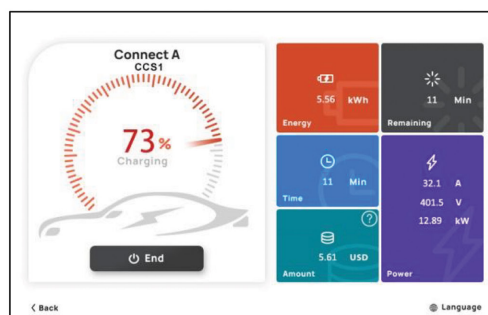 Connect A
CCS1
73%
Charging
End
5.56 kWh
Energy
11 Min
Remaining
11 Min
Time
32.1 A
401.5 V
12.89 kW
Power
?
5.61 USD
Amount
Back
Language